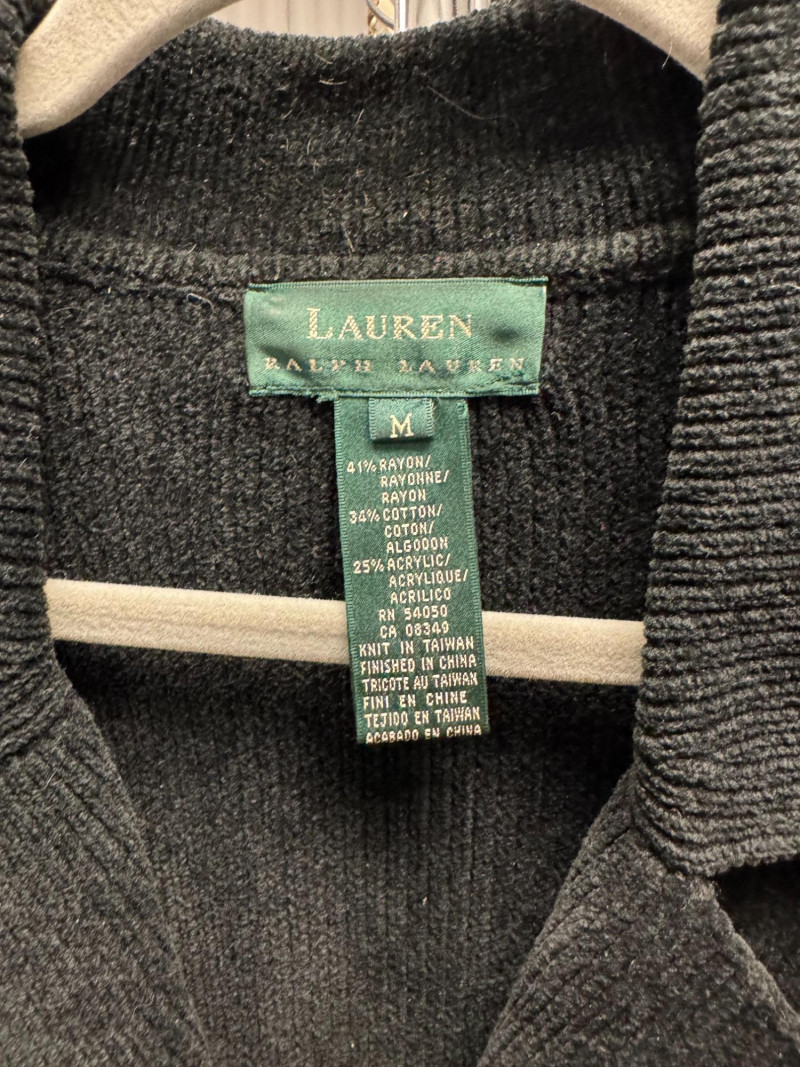 LAUREN
RALPH LAUREN
M
41% RAYON/
RAYONNE/
RAYON
34% COTTON/
COTON/
ALGODON
25% ACRYLIC/
ACRYLIQUE/
ACRILICO
RN 54050
CA 08349
KNIT IN TAIWAN
FINISHED IN CHINA
TRICOTE AU TAIWAN
FINI EN CHINE
TEJIDO EN TAIWAN
ACABADO EN CHINA